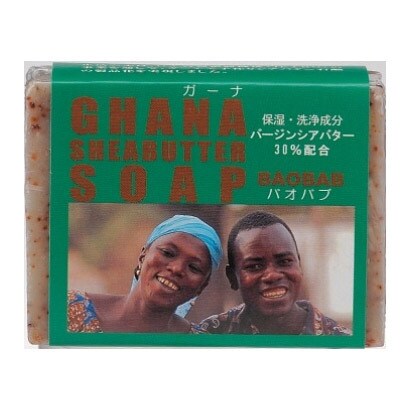 ガーナ
GHANA
SHEABUTTER
SOAP
保湿・洗浄成分
バージンシアバター
30%配合
BAOBAB
バオバブ